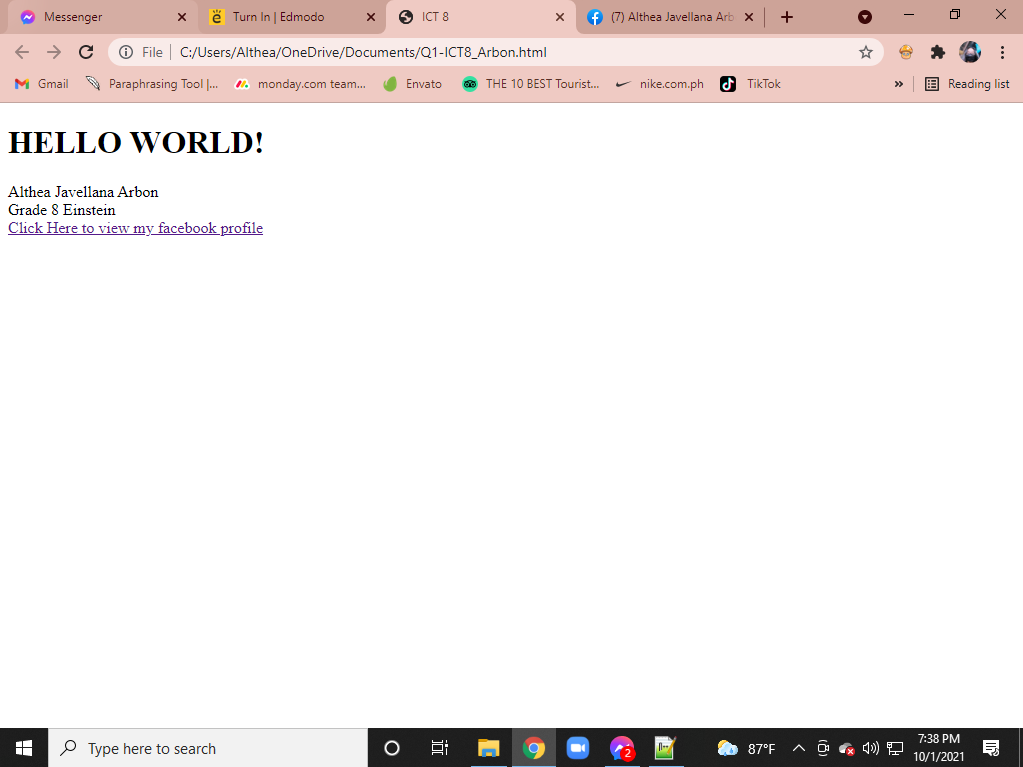 Messenger
Turn In | Edmodo
ICT 8
(7) Althea Javellana Arb
File
C:/Users/Althea/OneDrive/Documents/Q1-ICT8_Arbon.html
Gmail
Paraphrasing Tool |...
monday.com team...
Envato
THE 10 BEST Tourist...
nike.com.ph
TikTok
»
Reading list
HELLO WORLD!
Althea Javellana Arbon
Grade 8 Einstein
Click Here to view my facebook profile
Type here to search
2
87°F
7:38 PM
10/1/2021